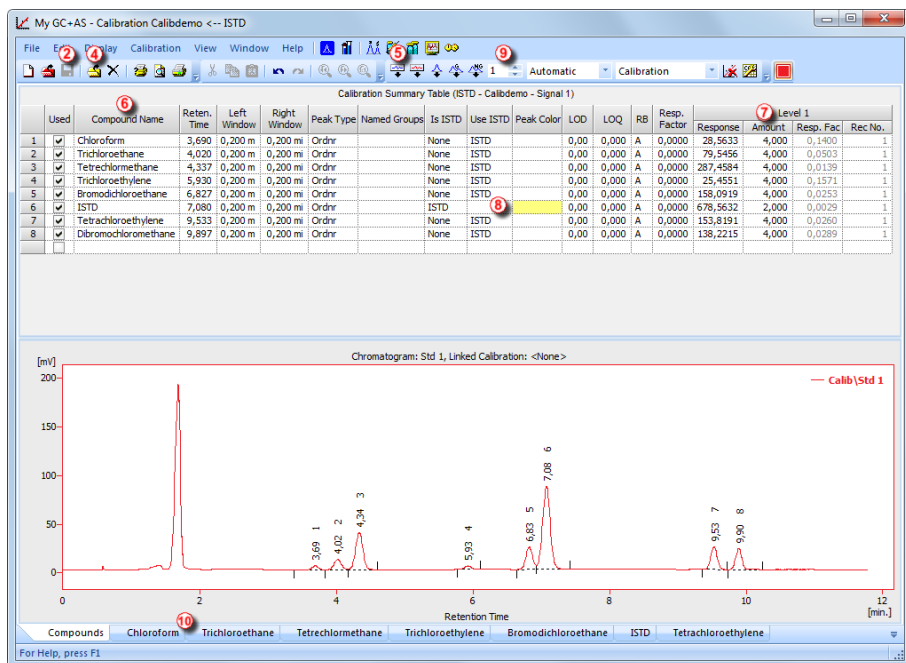 My GC+AS - Calibration Calibdemo <-- ISTD
File Edit Display Calibration View Window Help
2 4 5 9
1 Automatic Calibration
Calibration Summary Table (ISTD - Calibdemo - Signal 1)
6 7
Used Compound Name Reten. Time Left Window Right Window Peak Type Named Groups Is ISTD Use ISTD Peak Color LOD LOQ RB Resp. Factor Level 1
Response Amount Resp. Fac Rec No.
1 Chloroform 3,690 0,200 m 0,200 mi Ordnr None ISTD 0,00 0,000 A 0,0000 28,5633 4,000 0,1400 1
2 Trichloroethane 4,020 0,200 m 0,200 mi Ordnr None ISTD 0,00 0,000 A 0,0000 79,5456 4,000 0,0503 1
3 Tetrechlormethane 4,337 0,200 m 0,200 mi Ordnr None ISTD 0,00 0,000 A 0,0000 287,4584 4,000 0,0139 1
4 Trichloroethylene 5,930 0,200 m 0,200 mi Ordnr None ISTD 0,00 0,000 A 0,0000 25,4551 4,000 0,1571 1
5 Bromodichloroethane 6,827 0,200 m 0,200 mi Ordnr None ISTD 0,00 0,000 A 0,0000 158,0919 4,000 0,0253 1
6 ISTD 7,080 0,200 m 0,200 mi Ordnr ISTD 8 0,00 0,000 A 0,0000 678,5632 2,000 0,0029 1
7 Tetrachloroethylene 9,533 0,200 m 0,200 mi Ordnr None ISTD 0,00 0,000 A 0,0000 153,8191 4,000 0,0260 1
8 Dibromochloromethane 9,897 0,200 m 0,200 mi Ordnr None ISTD 0,00 0,000 A 0,0000 138,2215 4,000 0,0289 1
Chromatogram: Std 1, Linked Calibration: <None>
[mV]
200
Calib\Std 1
150
100
50
0
3,69 1
4,02 2
4,34 3
5,93 4
6,83 5
7,08 6
9,53 7
9,90 8
0 2 4 6 8 10 12
Retention Time [min.]
10
Compounds Chloroform Trichloroethane Tetrechlormethane Trichloroethylene Bromodichloroethane ISTD Tetrachloroethylene
For Help, press F1